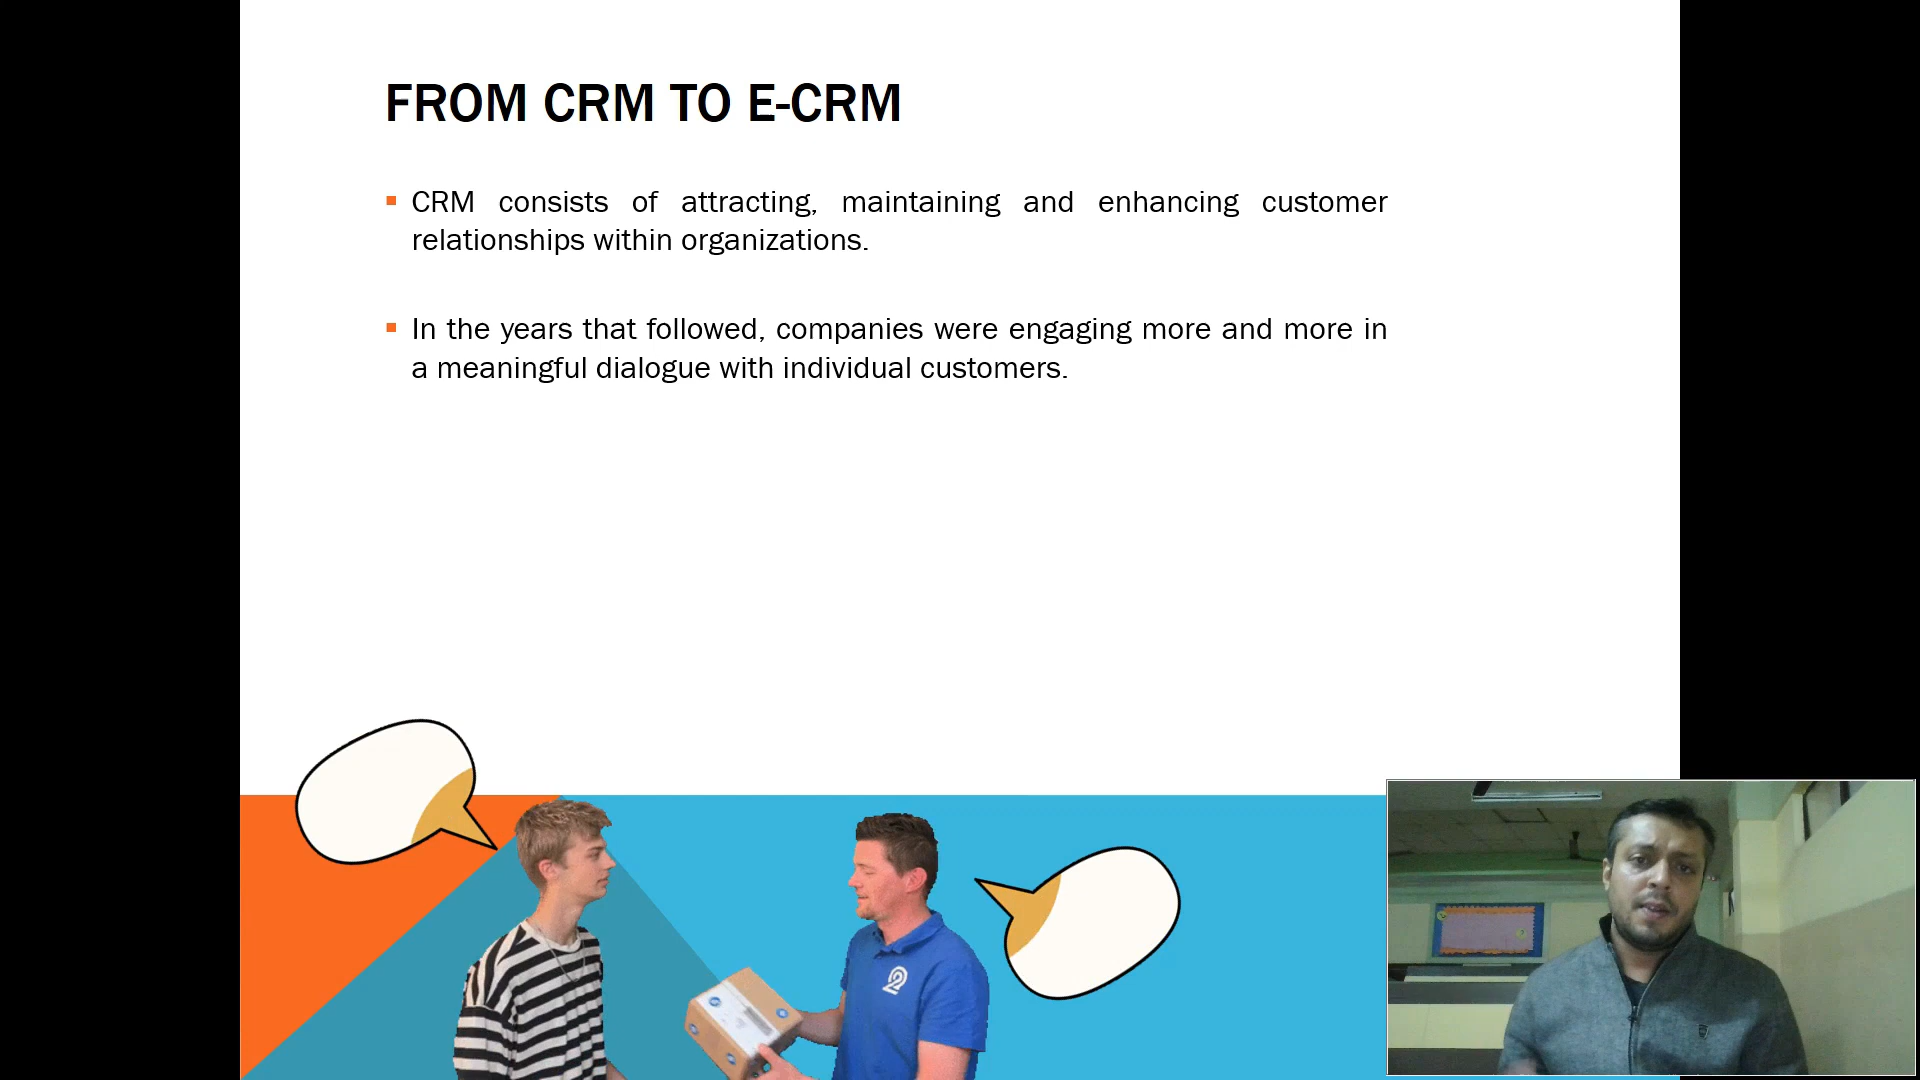 FROM CRM TO E-CRM
CRM consists of attracting, maintaining and enhancing customer
relationships within organizations.
In the years that followed, companies were engaging more and more in
a meaningful dialogue with individual customers.